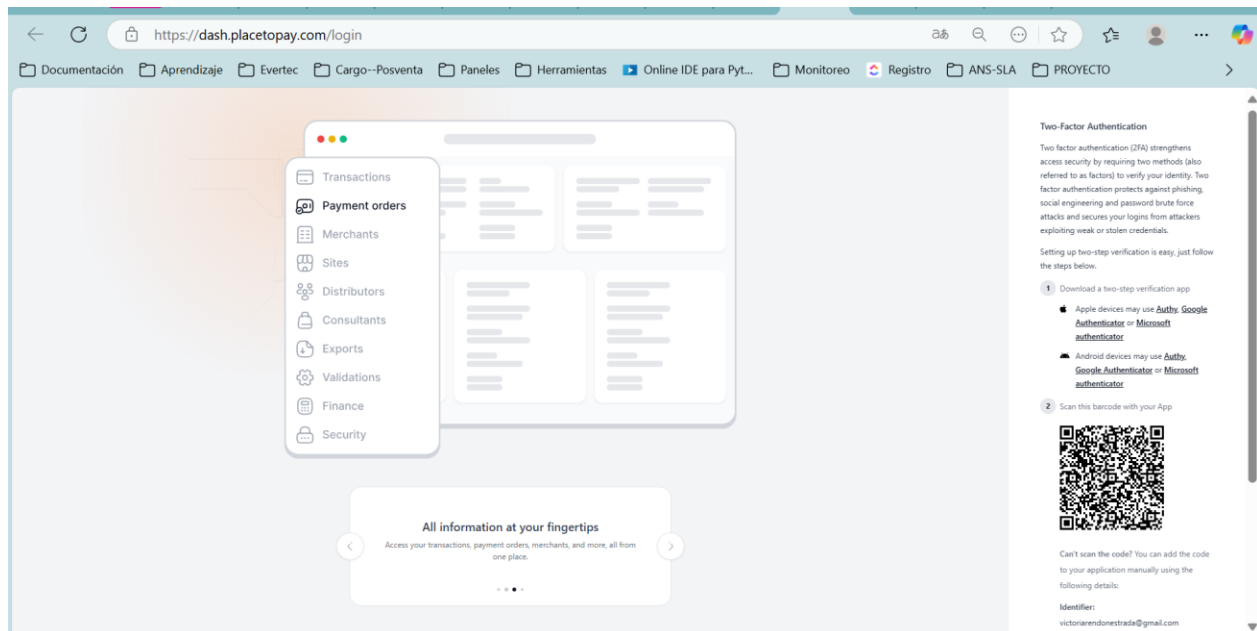 https://dash.placetopay.com/login
Documentación Aprendizaje Evertec Cargo--Posventa Paneles Herramientas Online IDE para Pyt... Monitoreo Registro ANS-SLA PROYECTO
Transactions
Payment orders
Merchants
Sites
Distributors
Consultants
Exports
Validations
Finance
Security
All information at your fingertips
Access your transactions, payment orders, merchants, and more, all from
one place.
Two-Factor Authentication
Two factor authentication (2FA) strengthens
access security by requiring two methods (also
referred to as factors) to verify your identity. Two
factor authentication protects against phishing,
social engineering and password brute force
attacks and secures your logins from attackers
exploiting weak or stolen credentials.
Setting up two-step verification is easy, just follow
the steps below.
1 Download a two-step verification app
Apple devices may use Authy, Google
Authenticator or Microsoft
authenticator
Android devices may use Authy,
Google Authenticator or Microsoft
authenticator
2 Scan this barcode with your App
Can't scan the code? You can add the code
to your application manually using the
following details:
Identifier:
victoriarendonestrada@gmail.com